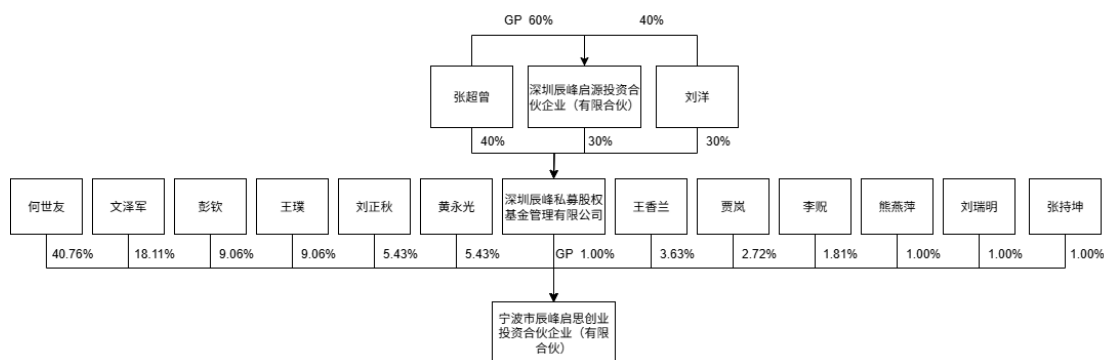 GP 60%
40%
张超曾
深圳辰峰启源投资合
伙企业（有限合伙）
刘洋
40%
30%
30%
何世友
文泽军
彭钦
王璞
刘正秋
黄永光
深圳辰峰私募股权
基金管理有限公司
王香兰
贾岚
李贶
熊燕萍
刘瑞明
张持坤
40.76%
18.11%
9.06%
9.06%
5.43%
5.43%
GP 1.00%
3.63%
2.72%
1.81%
1.00%
1.00%
1.00%
宁波市辰峰启思创业
投资合伙企业（有限
合伙）